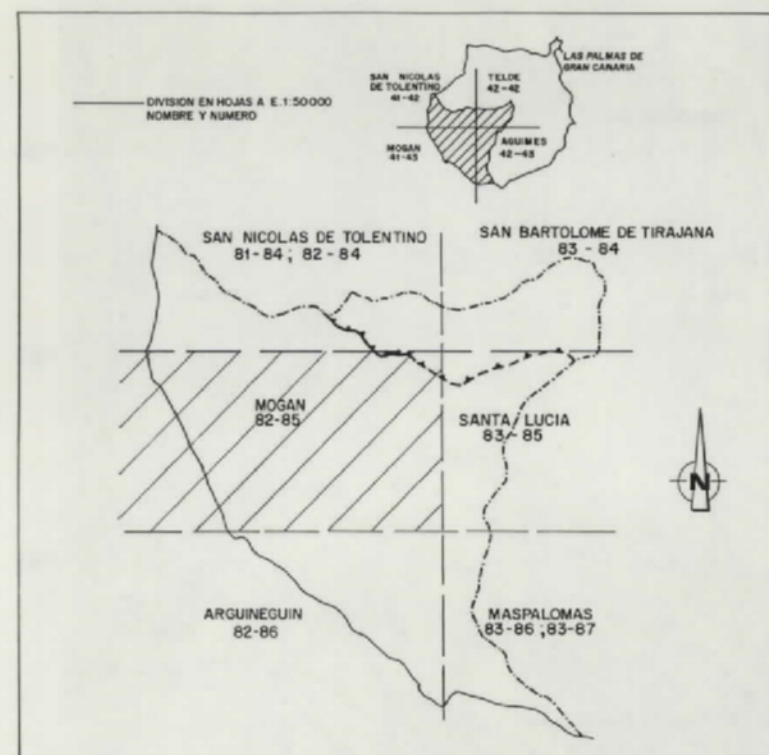 LAS PALMAS DE
GRAN CANARIA
SAN NICOLAS
DE TOLENTINO
41-42
TELDE
42-42
DIVISION EN HOJAS A E.1:50000
NOMBRE Y NUMERO
MOGAN
41-43
AGUIMES
42-43
SAN NICOLAS DE TOLENTINO
81-84 ; 82-84
SAN BARTOLOME DE TIRAJANA
83 - 84
MOGAN
82-85
SANTA LUCIA
83 - 85
N
ARGUINEGUIN
82-86
MASPALOMAS
83-86 ; 83-87